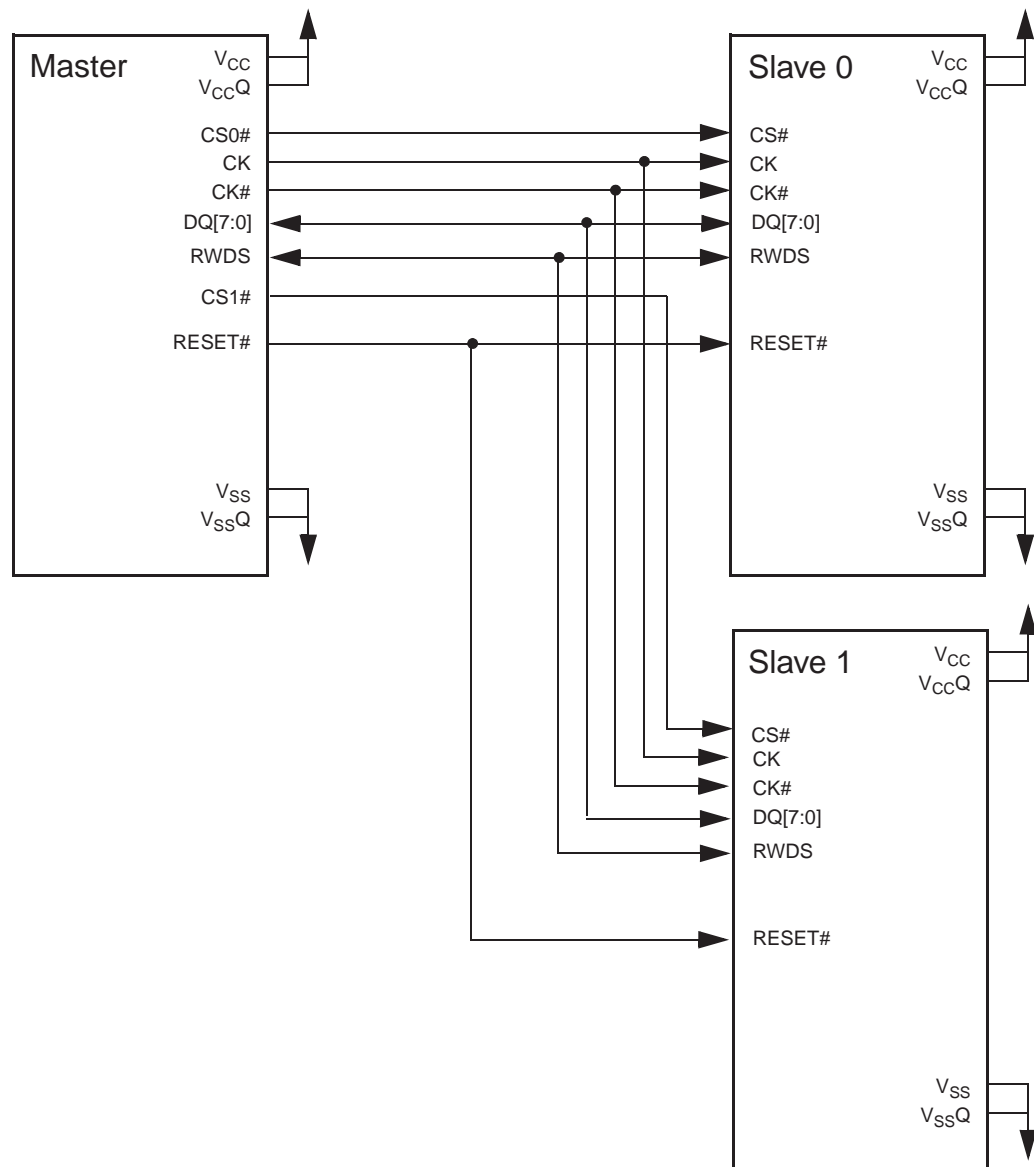 Master
VCC
VCCQ
CS0#
CK
CK#
DQ[7:0]
RWDS
CS1#
RESET#
VSS
VSSQ
Slave 0
VCC
VCCQ
CS#
CK
CK#
DQ[7:0]
RWDS
RESET#
VSS
VSSQ
Slave 1
VCC
VCCQ
CS#
CK
CK#
DQ[7:0]
RWDS
RESET#
VSS
VSSQ